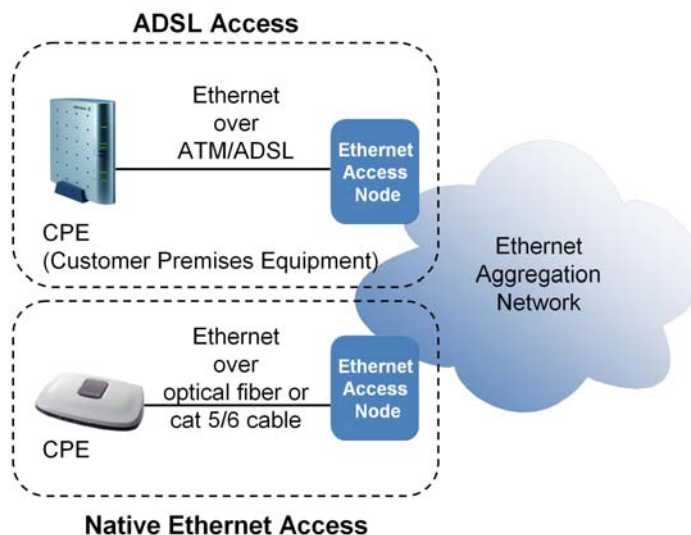 ADSL Access
Ethernet
over
ATM/ADSL
Ethernet
Access
Node
CPE
(Customer Premises Equipment)
Ethernet
Aggregation
Network
Ethernet
over
optical fiber or
cat 5/6 cable
Ethernet
Access
Node
CPE
Native Ethernet Access